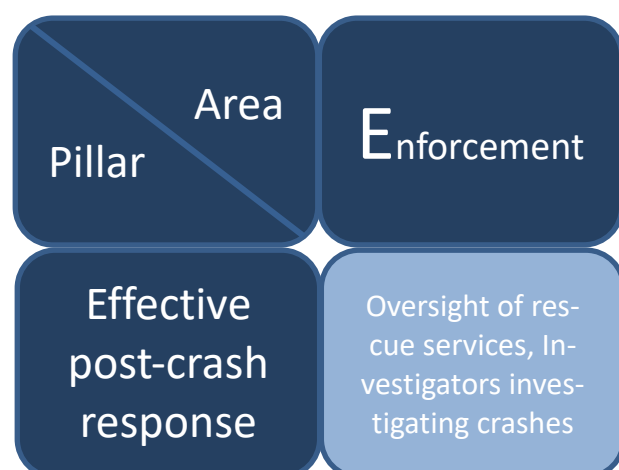 Area
Pillar
Enforcement
Effective
post-crash
response
Oversight of res-
cue services, In-
vestigators inves-
tigating crashes